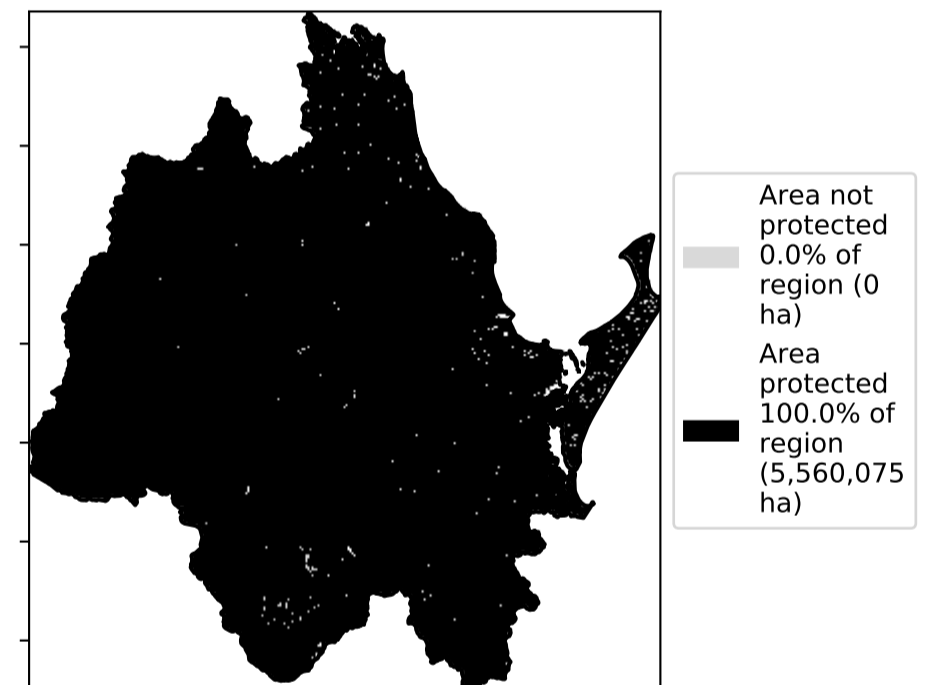 Area not
protected
0.0% of
region (0
ha)
Area
protected
100.0% of
region
(5,560,075
ha)